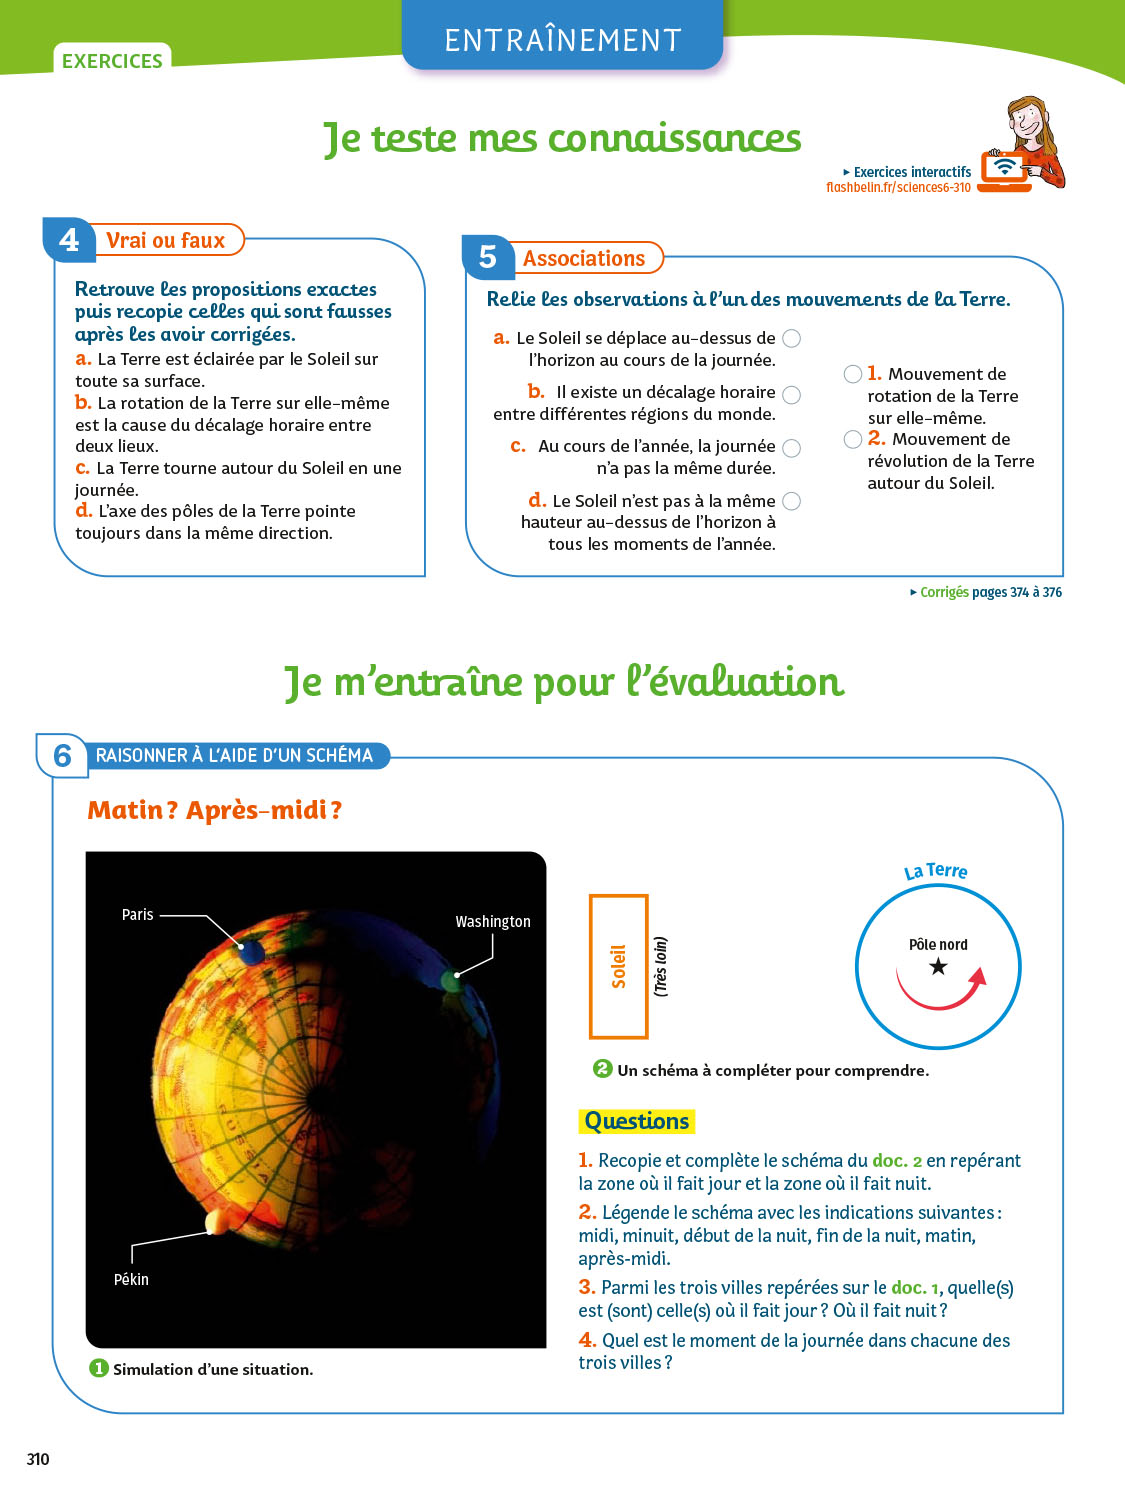 EXERCICES
ENTRAÎNEMENT
Je teste mes connaissances
▸ Exercices interactifs
flashbelin.fr/sciences6-310
4 Vrai ou faux
Retrouve les propositions exactes
puis recopie celles qui sont fausses
après les avoir corrigées.
a. La Terre est éclairée par le Soleil sur
toute sa surface.
b. La rotation de la Terre sur elle-même
est la cause du décalage horaire entre
deux lieux.
c. La Terre tourne autour du Soleil en une
journée.
d. L'axe des pôles de la Terre pointe
toujours dans la même direction.
5 Associations
Relie les observations à l'un des mouvements de la Terre.
a. Le Soleil se déplace au-dessus de
l'horizon au cours de la journée.
b. Il existe un décalage horaire
entre différentes régions du monde.
c. Au cours de l'année, la journée
n'a pas la même durée.
d. Le Soleil n'est pas à la même
hauteur au-dessus de l'horizon à
tous les moments de l'année.
1. Mouvement de
rotation de la Terre
sur elle-même.
2. Mouvement de
révolution de la Terre
autour du Soleil.
▸ Corrigés pages 374 à 376
Je m'entraîne pour l'évaluation
6 RAISONNER À L'AIDE D'UN SCHÉMA
Matin ? Après-midi ?
Paris
Washington
Pékin
1 Simulation d'une situation.
Soleil
(Très loin)
La Terre
Pôle nord
2 Un schéma à compléter pour comprendre.
Questions
1. Recopie et complète le schéma du doc. 2 en repérant
la zone où il fait jour et la zone où il fait nuit.
2. Légende le schéma avec les indications suivantes :
midi, minuit, début de la nuit, fin de la nuit, matin,
après-midi.
3. Parmi les trois villes repérées sur le doc. 1, quelle(s)
est (sont) celle(s) où il fait jour ? Où il fait nuit ?
4. Quel est le moment de la journée dans chacune des
trois villes ?
310